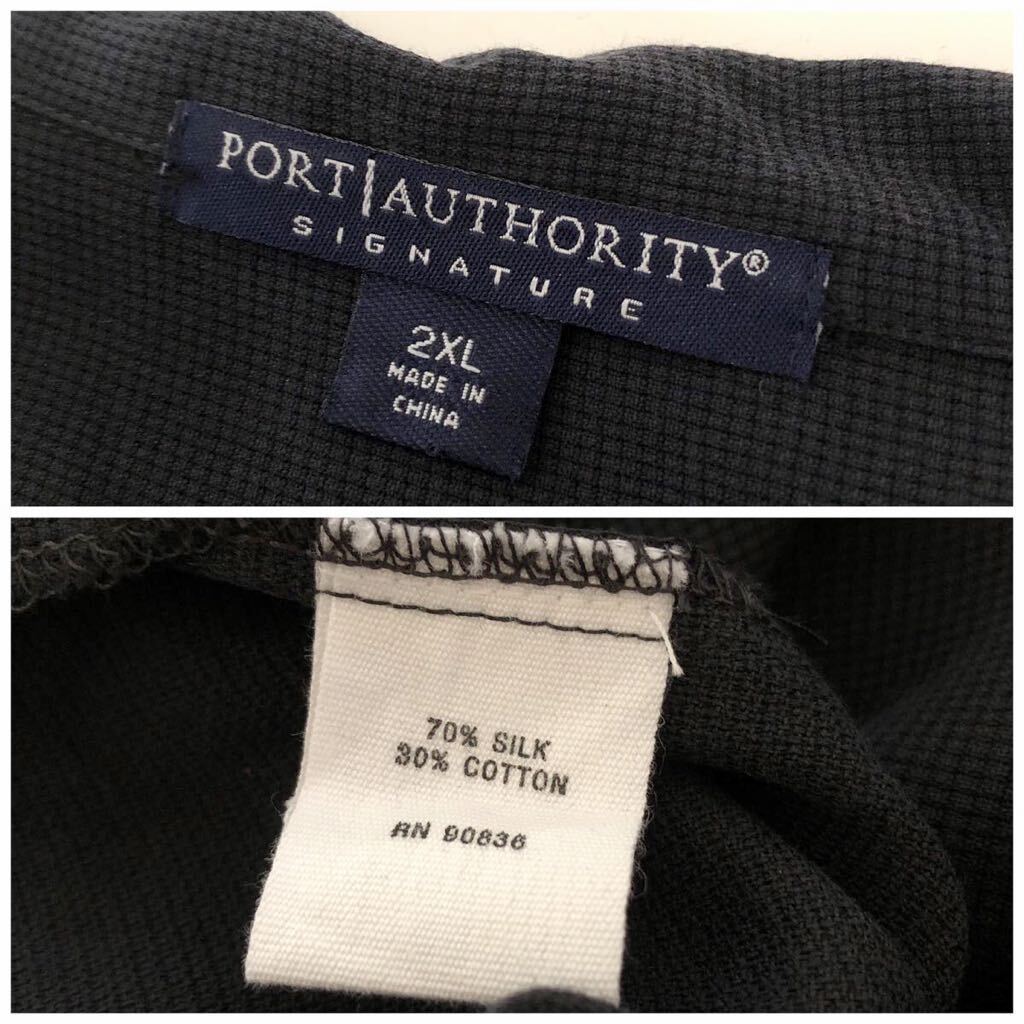 PORT|AUTHORITY®
SIGNATURE
2XL
MADE IN
CHINA
70% SILK
30% COTTON
RN 90836